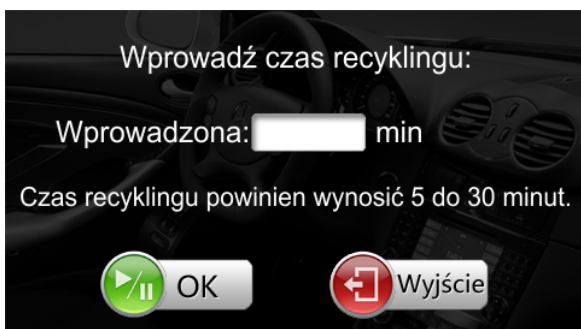 Wprowadź czas recyklingu:
Wprowadzona: min
Czas recyklingu powinien wynosić 5 do 30 minut.
OK Wyjście